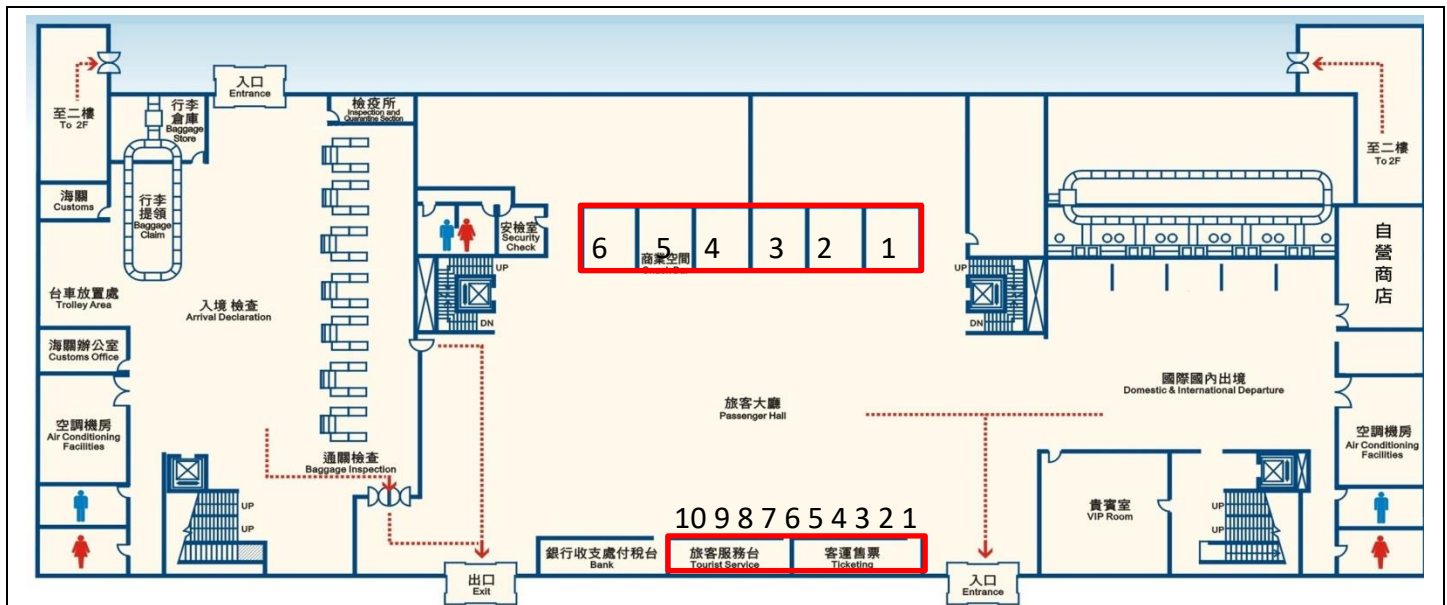 入口
Entrance
檢疫所
Inspection and
Quarantine Section
行李
倉庫
Baggage
Store
至二樓
To 2F
至二樓
To 2F
海關
Customs
行李
提領
Baggage
Claim
安檢室
Security
Check
6 5 4 3 2 1
商業空間
自
營
商
店
UP
UP
台車放置處
Trolley Area
入境 檢查
Arrival Declaration
DN
DN
海關辦公室
Customs Office
國際國內出境
Domestic & International Departure
旅客大廳
Passenger Hall
空調機房
Air Conditioning
Facilities
空調機房
Air Conditioning
Facilities
通關檢查
Baggage Inspection
貴賓室
VIP Room
UP
UP
UP
UP
10 9 8 7 6 5 4 3 2 1
銀行收支處付稅台
Bank
旅客服務台
Tourist Service
客運售票
Ticketing
出口
Exit
入口
Entrance